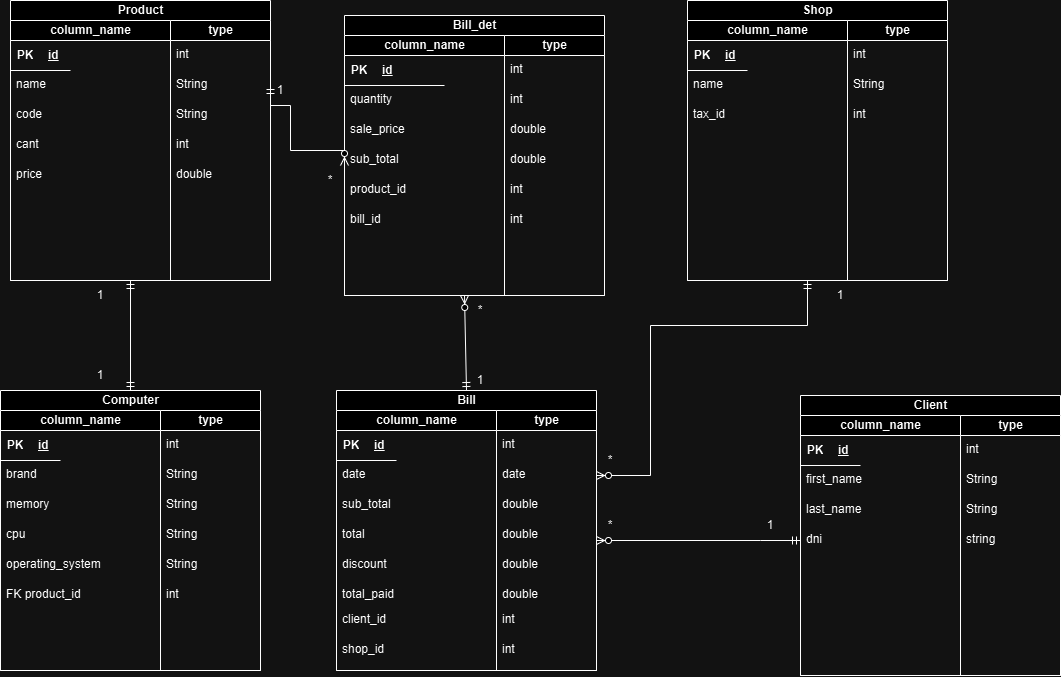 Product
column_name type
PK id int
name String
code String
cant int
price double
1
*
Bill_det
column_name type
PK id int
quantity int
sale_price double
sub_total double
product_id int
bill_id int
Shop
column_name type
PK id int
name String
tax_id int
1
1
*
1
1
Computer
column_name type
PK id int
brand String
memory String
cpu String
operating_system String
FK product_id int
Bill
column_name type
PK id int
date date
sub_total double
total double
discount double
total_paid double
client_id int
shop_id int
*
*
1
Client
column_name type
PK id int
first_name String
last_name String
dni string